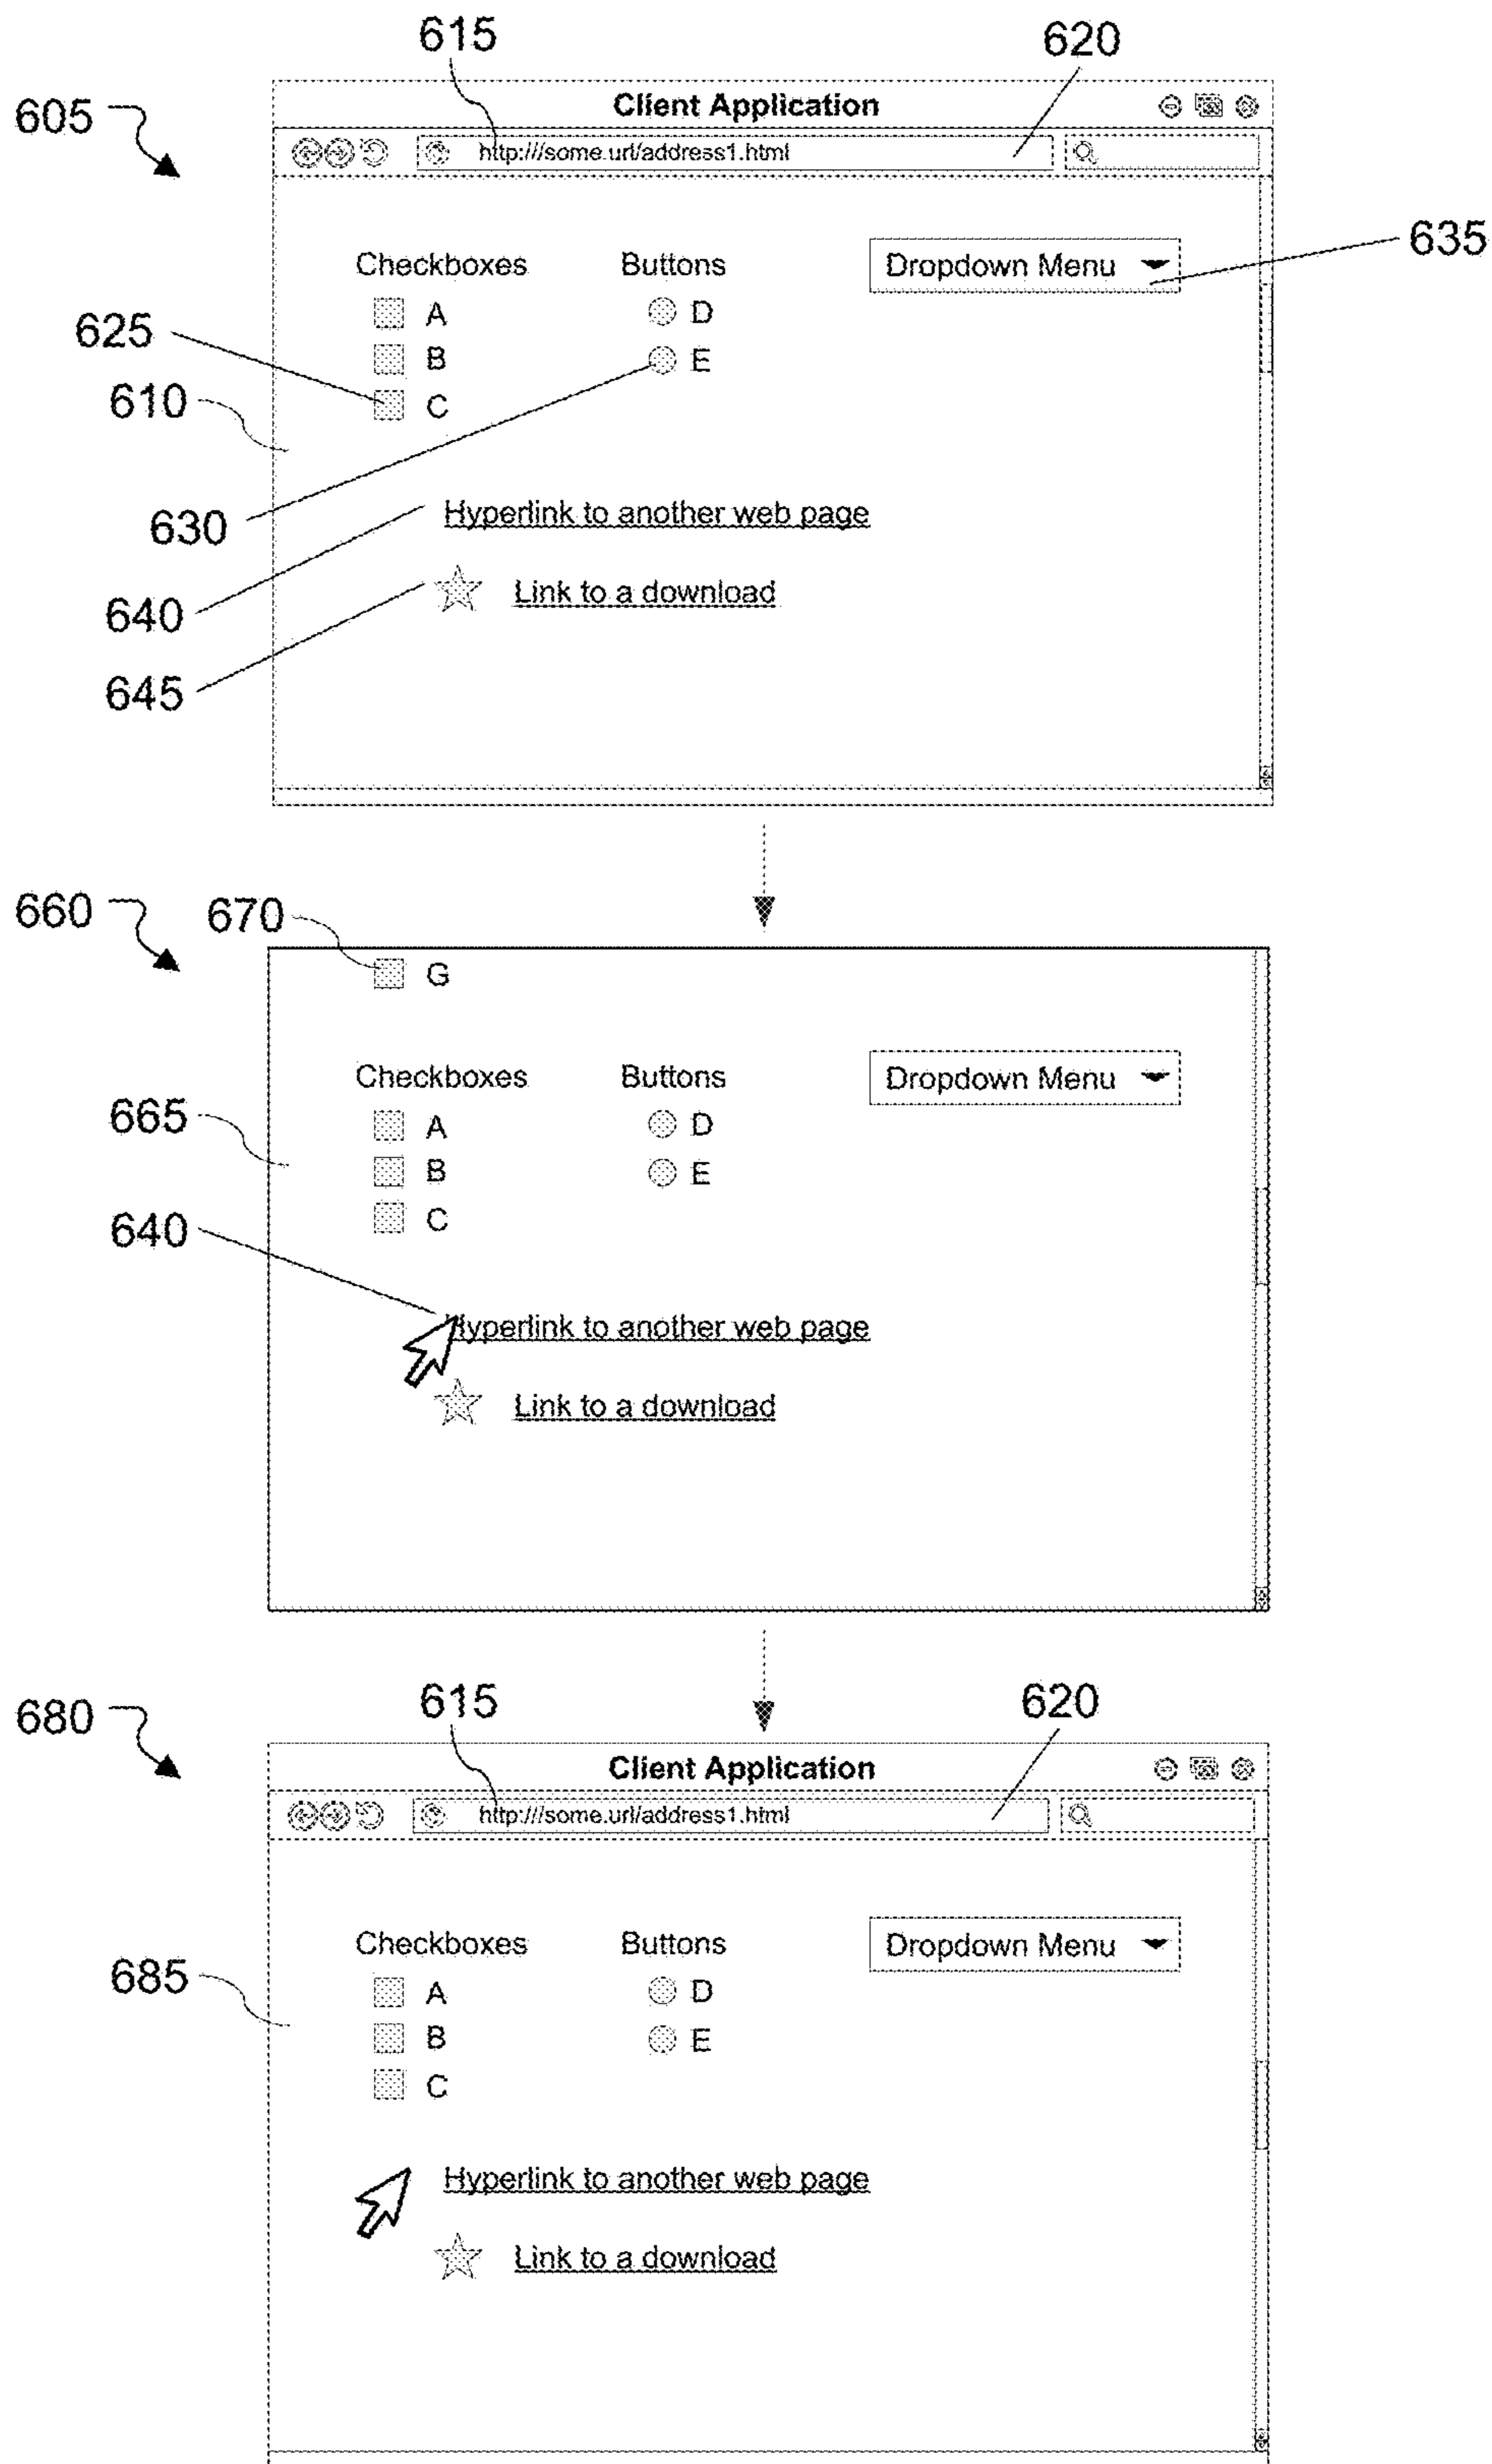 615 620
605 Client Application
http:///some.url/address1.html
635
Checkboxes Buttons Dropdown Menu
A D
625 B E
610 C
630 Hyperlink to another web page
640 Link to a download
645
660 670
G
Checkboxes Buttons Dropdown Menu
665 A D
B E
640 C
Hyperlink to another web page
Link to a download
680 615 620
Client Application
http:///some.url/address1.html
Checkboxes Buttons Dropdown Menu
685 A D
B E
C
Hyperlink to another web page
Link to a download